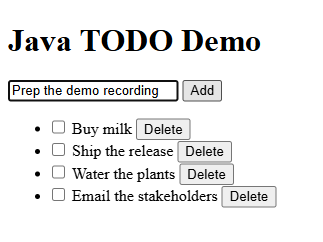 Java TODO Demo
Prep the demo recording Add
Buy milk Delete
Ship the release Delete
Water the plants Delete
Email the stakeholders Delete